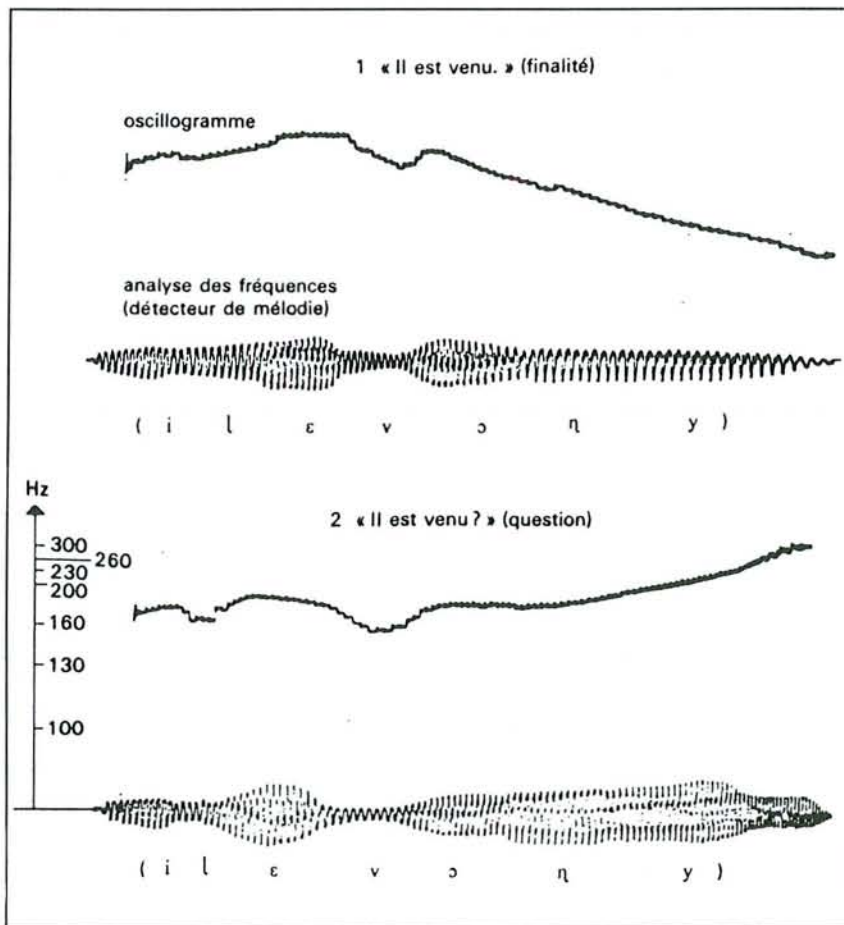 1 « Il est venu. » (finalité)
oscillogramme
analyse des fréquences
(détecteur de mélodie)
( i l ε v ɔ η y )
Hz
2 « Il est venu ? » (question)
300
260
230
200
160
130
100
( i l ε v ɔ η y )